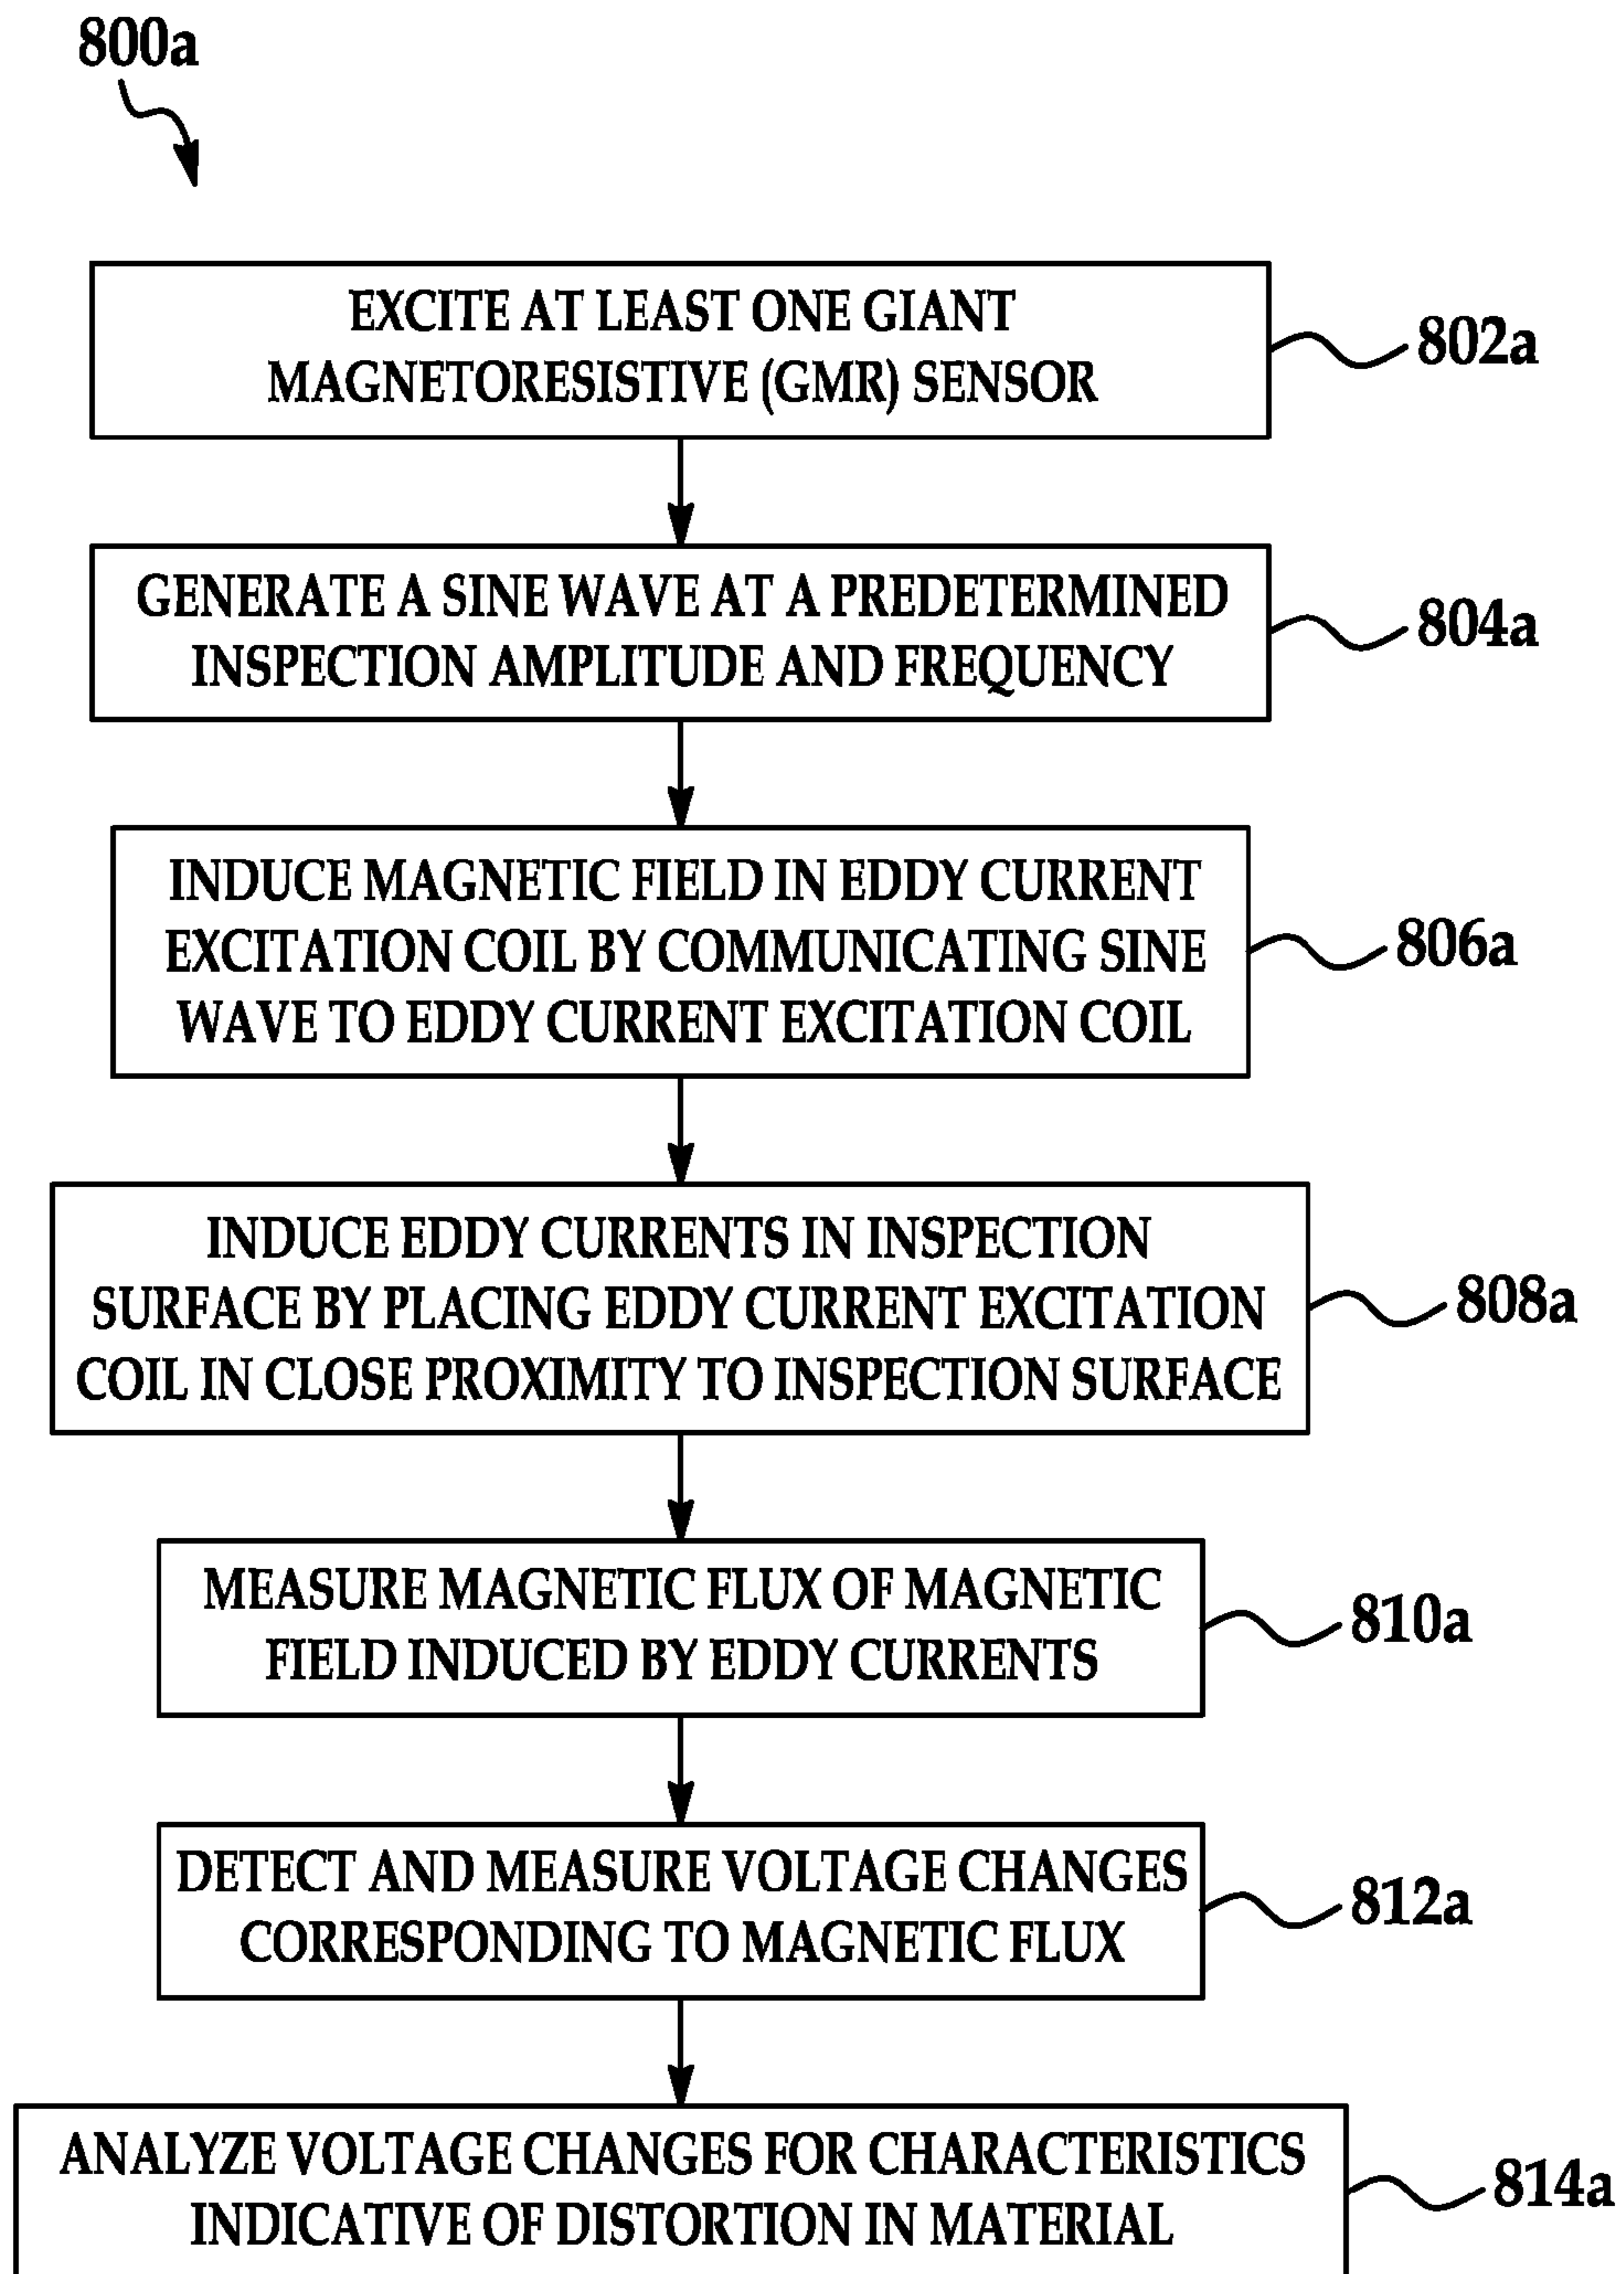 800a
EXCITE AT LEAST ONE GIANT
MAGNETORESISTIVE (GMR) SENSOR
802a
GENERATE A SINE WAVE AT A PREDETERMINED
INSPECTION AMPLITUDE AND FREQUENCY
804a
INDUCE MAGNETIC FIELD IN EDDY CURRENT
EXCITATION COIL BY COMMUNICATING SINE
WAVE TO EDDY CURRENT EXCITATION COIL
806a
INDUCE EDDY CURRENTS IN INSPECTION
SURFACE BY PLACING EDDY CURRENT EXCITATION
COIL IN CLOSE PROXIMITY TO INSPECTION SURFACE
808a
MEASURE MAGNETIC FLUX OF MAGNETIC
FIELD INDUCED BY EDDY CURRENTS
810a
DETECT AND MEASURE VOLTAGE CHANGES
CORRESPONDING TO MAGNETIC FLUX
812a
ANALYZE VOLTAGE CHANGES FOR CHARACTERISTICS
INDICATIVE OF DISTORTION IN MATERIAL
814a